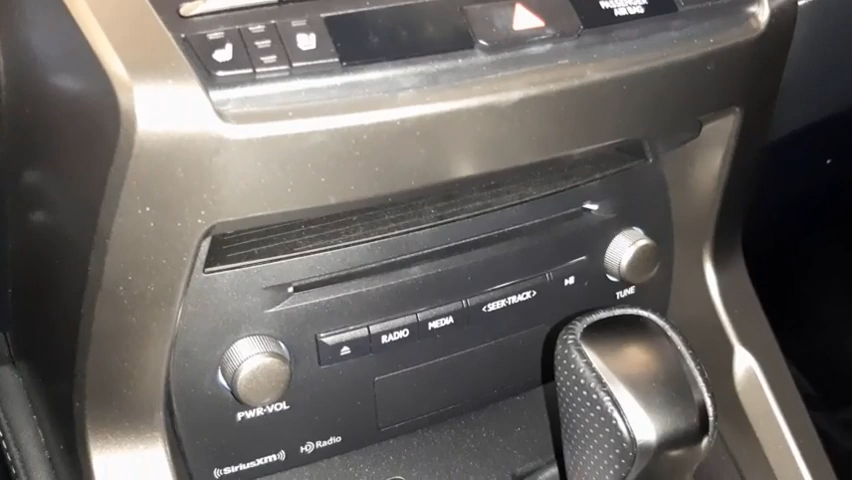 PASSENGER
AIR BAG
RADIO
MEDIA
<SEEK·TRACK>
TUNE
PWR·VOL
((SiriusXM))
HD Radio